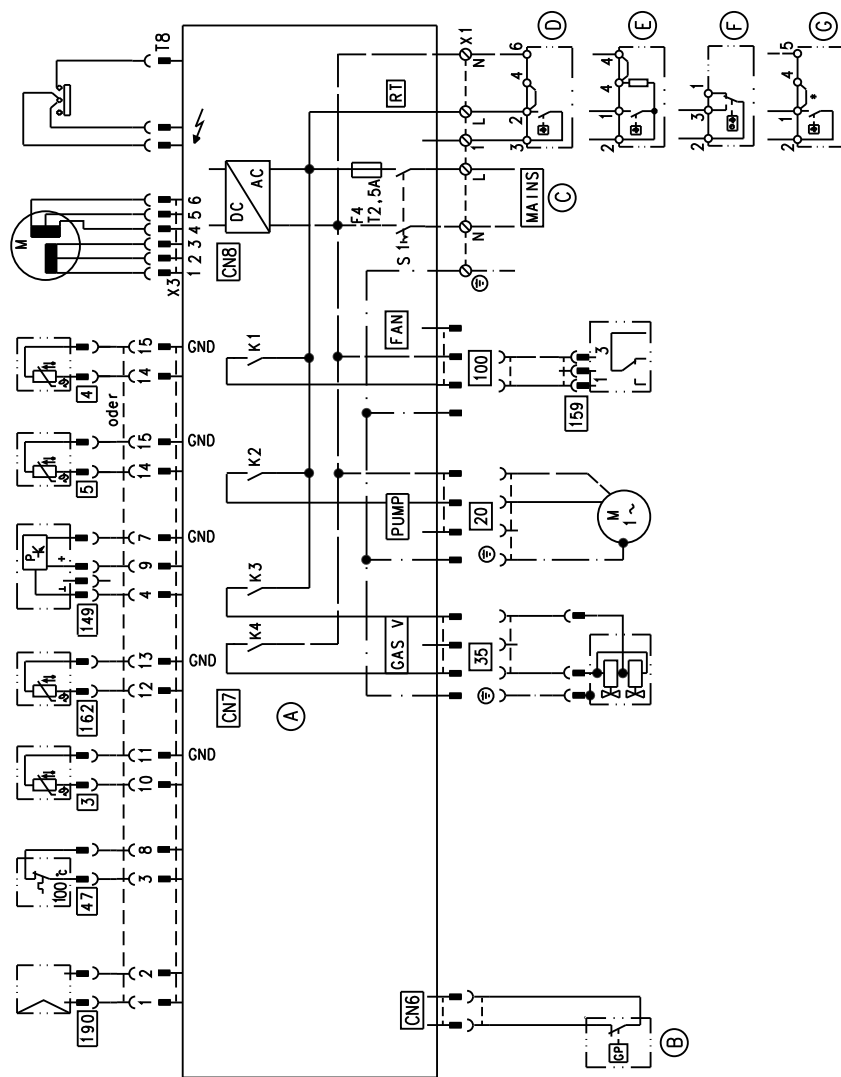 T8
M
X3
1 2 3 4 5 6
CN8
DC
AC
F4
T2,5A
S1
RT
X1
N
L
1
L
N
MAINS
C
6
4
2
3
D
4
4
1
2
E
1
3
2
F
5
4
*
1
2
G
4
15
14
GND
oder
5
15
14
GND
P
K
+
⊥
149
7
9
4
GND
162
13
12
GND
3
11
10
GND
100°C
47
8
3
190
2
1
K1
K2
K3
K4
FAN
100
159
3
1
PUMP
20
M
1~
GAS V
35
CN7
A
CN6
GP
B